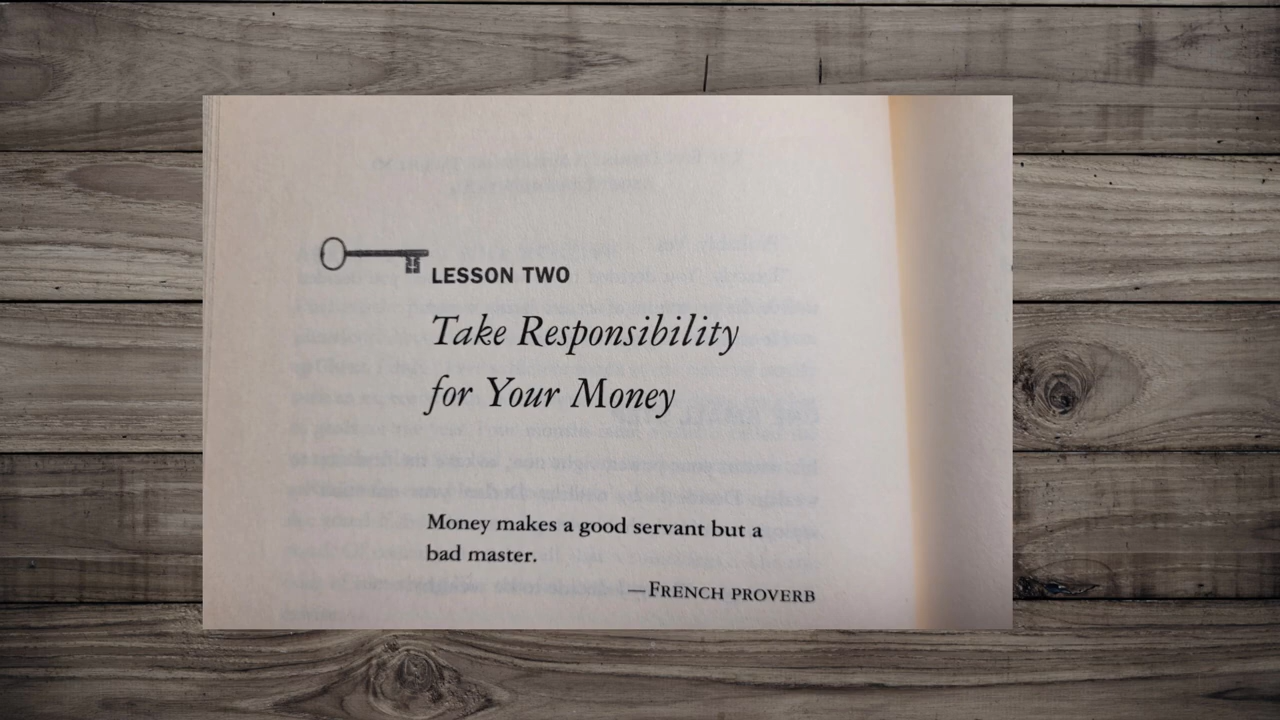 LESSON TWO
Take Responsibility
for Your Money
Money makes a good servant but a
bad master.
—FRENCH PROVERB